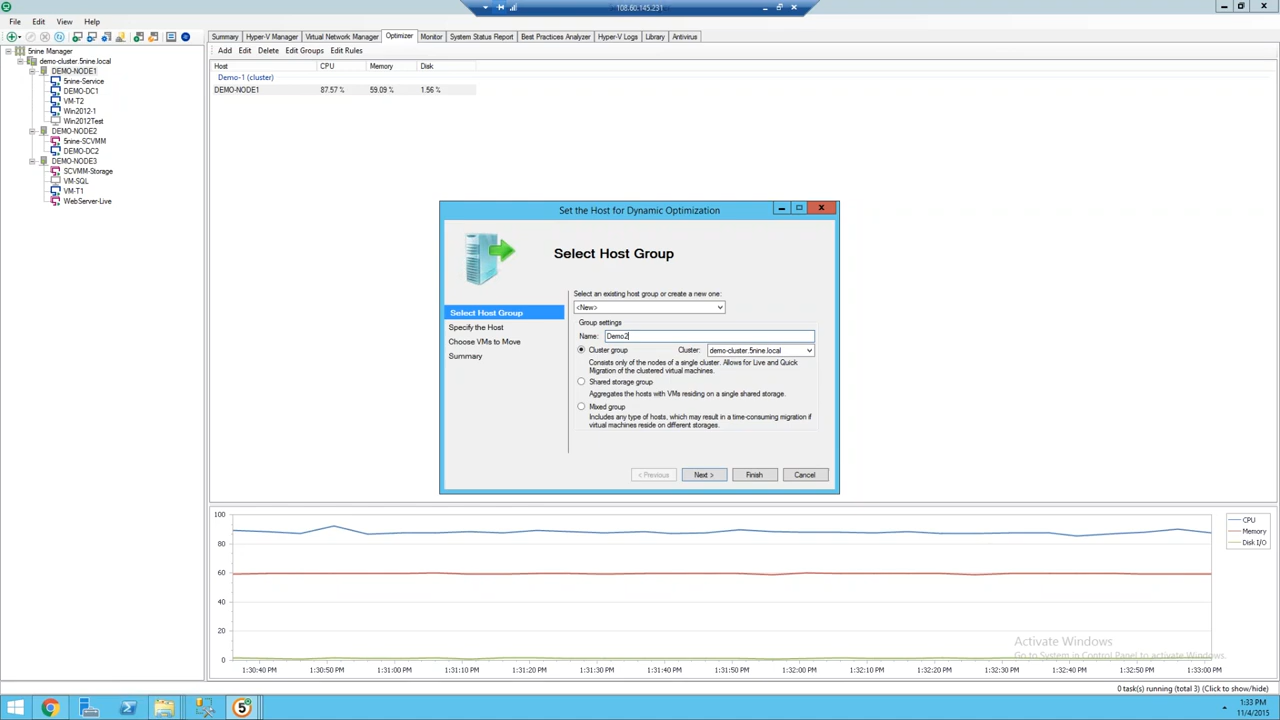 108.60.145.231
File Edit View Help
5nine Manager
demo-cluster.5nine.local
DEMO-NODE1
5nine-Service
DEMO-DC1
VM-T2
Win2012-1
Win2012Test
DEMO-NODE2
5nine-SCVMM
DEMO-DC2
DEMO-NODE3
SCVMM-Storage
VM-SQL
VM-T1
WebServer-Live
Summary Hyper-V Manager Virtual Network Manager Optimizer Monitor System Status Report Best Practices Analyzer Hyper-V Logs Library Antivirus
Add Edit Delete Edit Groups Edit Rules
Host CPU Memory Disk
Demo-1 (cluster)
DEMO-NODE1 87.57 % 59.09 % 1.56 %
Set the Host for Dynamic Optimization
Select Host Group
Select Host Group
Specify the Host
Choose VMs to Move
Summary
Select an existing host group or create a new one:
<New>
Group settings
Name: Demo2
Cluster group Cluster: demo-cluster.5nine.local
Consists only of the nodes of a single cluster. Allows for Live and Quick
Migration of the clustered virtual machines.
Shared storage group
Aggregates the hosts with VMs residing on a single shared storage.
Mixed group
Includes any type of hosts, which may result in a time-consuming migration if
virtual machines reside on different storages.
< Previous Next > Finish Cancel
100
80
60
40
20
0
1:30:40 PM 1:30:50 PM 1:31:00 PM 1:31:10 PM 1:31:20 PM 1:31:30 PM 1:31:40 PM 1:31:50 PM 1:32:00 PM 1:32:10 PM 1:32:20 PM 1:32:30 PM 1:32:40 PM 1:32:50 PM 1:33:00 PM
CPU
Memory
Disk I/O
Activate Windows
Go to System in Control Panel to activate Windows.
0 task(s) running (total 3) (Click to show/hide)
1:33 PM
11/4/2015